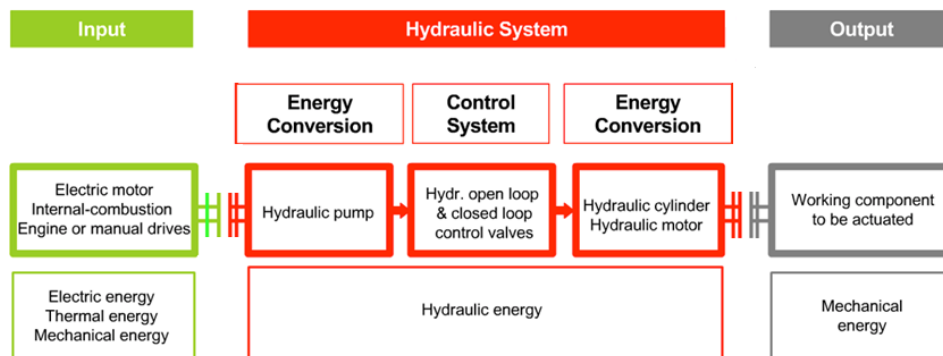 Input
Hydraulic System
Output
Energy
Conversion
Control
System
Energy
Conversion
Electric motor
Internal-combustion
Engine or manual drives
Hydraulic pump
Hydr. open loop
& closed loop
control valves
Hydraulic cylinder
Hydraulic motor
Working component
to be actuated
Electric energy
Thermal energy
Mechanical energy
Hydraulic energy
Mechanical
energy